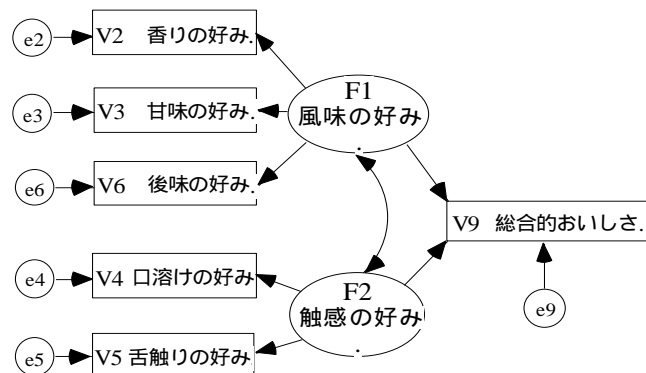 e2
V2 香りの好み.
e3
V3 甘味の好み.
e6
V6 後味の好み.
F1
風味の好み
.
V9 総合的おいしさ.
e9
e4
V4 口溶けの好み
e5
V5 舌触りの好み.
F2
触感の好み
.